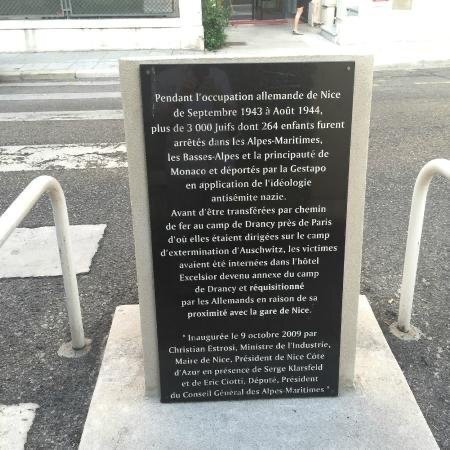 Pendant l'occupation allemande de Nice
de Septembre 1943 à Août 1944,
plus de 3 000 Juifs dont 264 enfants furent
arrêtés dans les Alpes-Maritimes,
les Basses-Alpes et la principauté de
Monaco et déportés par la Gestapo
en application de l'idéologie
antisémite nazie.
Avant d'être transférées par chemin
de fer au camp de Drancy près de Paris
d'où elles étaient dirigées sur le camp
d'extermination d'Auschwitz, les victimes
avaient été internées dans l'hôtel
Excelsior devenu annexe du camp
de Drancy et réquisitionné
par les Allemands en raison de sa
proximité avec la gare de Nice.
" Inaugurée le 9 octobre 2009 par
Christian Estrosi, Ministre de l'Industrie,
Maire de Nice, Président de Nice Côte
d'Azur en présence de Serge Klarsfeld
et de Eric Ciotti, Député, Président
du Conseil Général des Alpes-Maritimes "